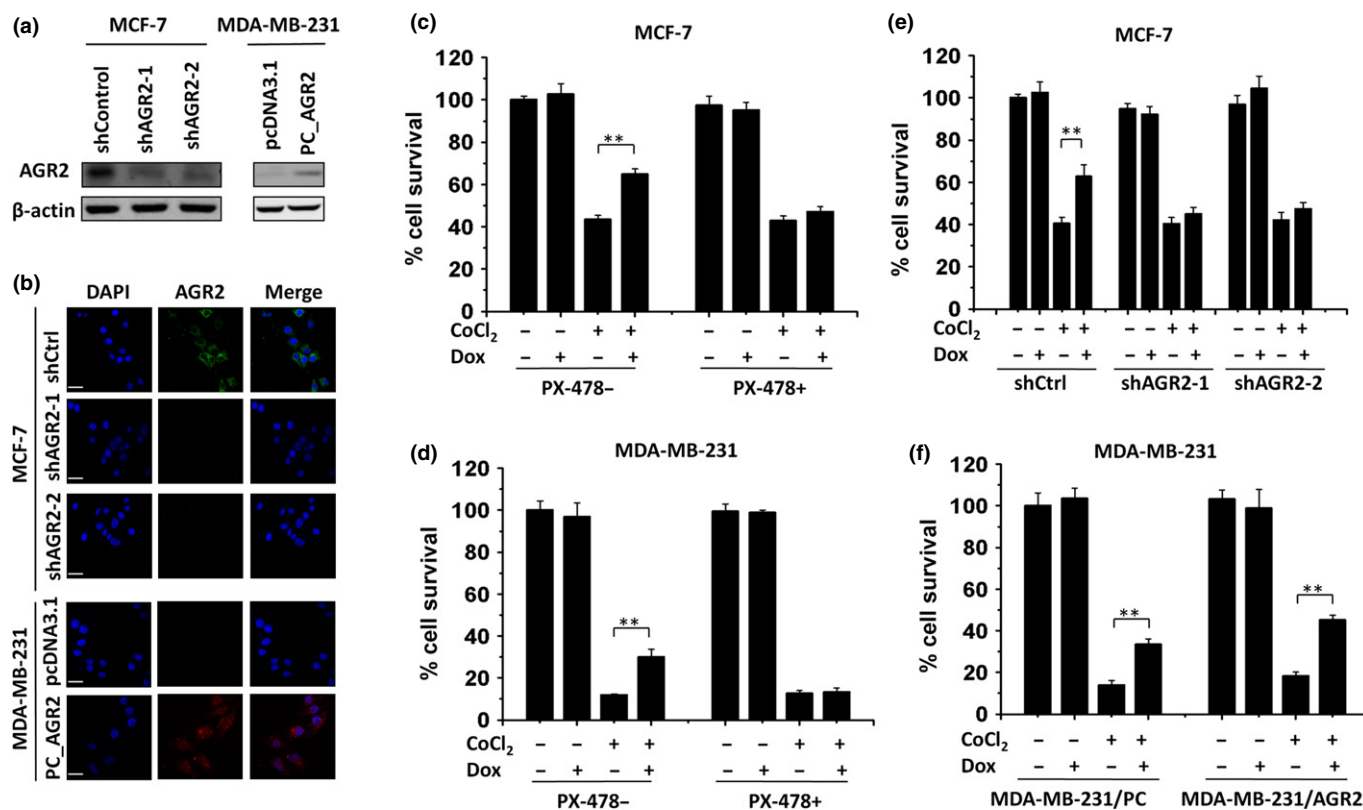 (a)
MCF-7 MDA-MB-231
shControl shAGR2-1 shAGR2-2 pcDNA3.1 PC_AGR2
AGR2
β-actin
(b)
DAPI AGR2 Merge
MCF-7
shCtrl
shAGR2-1
shAGR2-2
MDA-MB-231
pcDNA3.1
PC_AGR2
(c)
MCF-7
% cell survival
120
100
80
60
40
20
0
**
CoCl₂ – – + + – – + +
Dox – + – + – + – +
PX-478– PX-478+
(d)
MDA-MB-231
% cell survival
120
100
80
60
40
20
0
**
CoCl₂ – – + + – – + +
Dox – + – + – + – +
PX-478– PX-478+
(e)
MCF-7
% cell survival
120
100
80
60
40
20
0
**
CoCl₂ – – + + – – + + – – + +
Dox – + – + – + – + – + – +
shCtrl shAGR2-1 shAGR2-2
(f)
MDA-MB-231
% cell survival
120
100
80
60
40
20
0
** **
CoCl₂ – – + + – – + +
Dox – + – + – + – +
MDA-MB-231/PC MDA-MB-231/AGR2